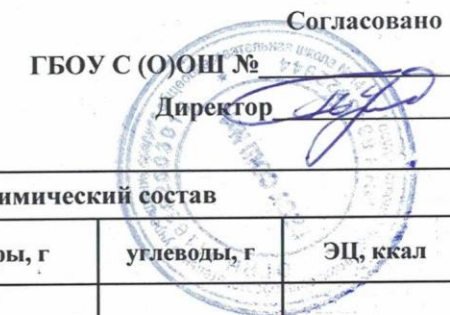 Согласовано
ГБОУ С (О)ОШ №
Директор
имический состав
ры, г углеводы, г ЭЦ, ккал